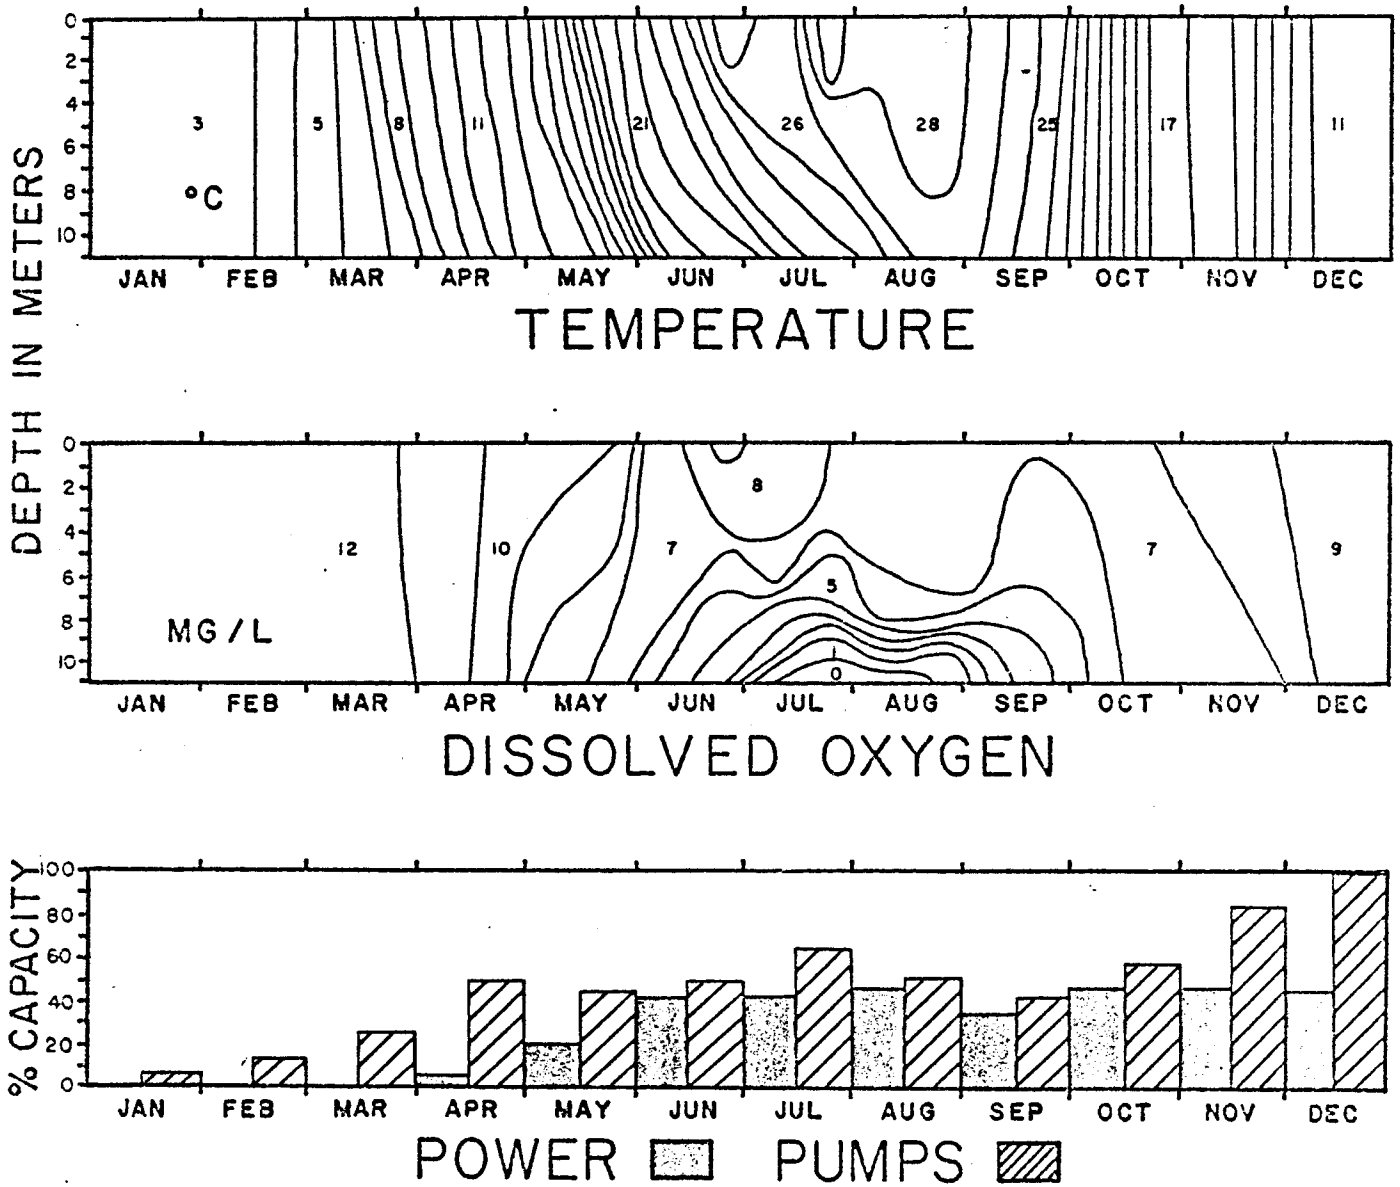 DEPTH IN METERS
0
2
4
6
8
10
3 5 8 11 21 26 28 25 17 11
°C
JAN FEB MAR APR MAY JUN JUL AUG SEP OCT NOV DEC
TEMPERATURE
0
2
4
6
8
10
8
12 10 7 7 9
5
MG/L
1
0
JAN FEB MAR APR MAY JUN JUL AUG SEP OCT NOV DEC
DISSOLVED OXYGEN
% CAPACITY
100
80
60
40
20
0
JAN FEB MAR APR MAY JUN JUL AUG SEP OCT NOV DEC
POWER PUMPS